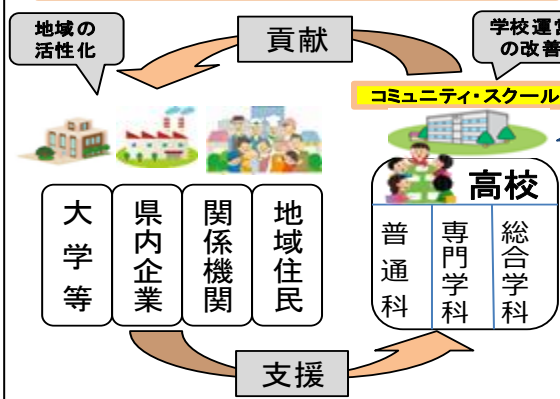 地域の
活性化
貢献
学校運営
の改善
コミュニティ・スクール
高校
大学等
県内企業
関係機関
地域住民
普通科
専門学科
総合学科
支援